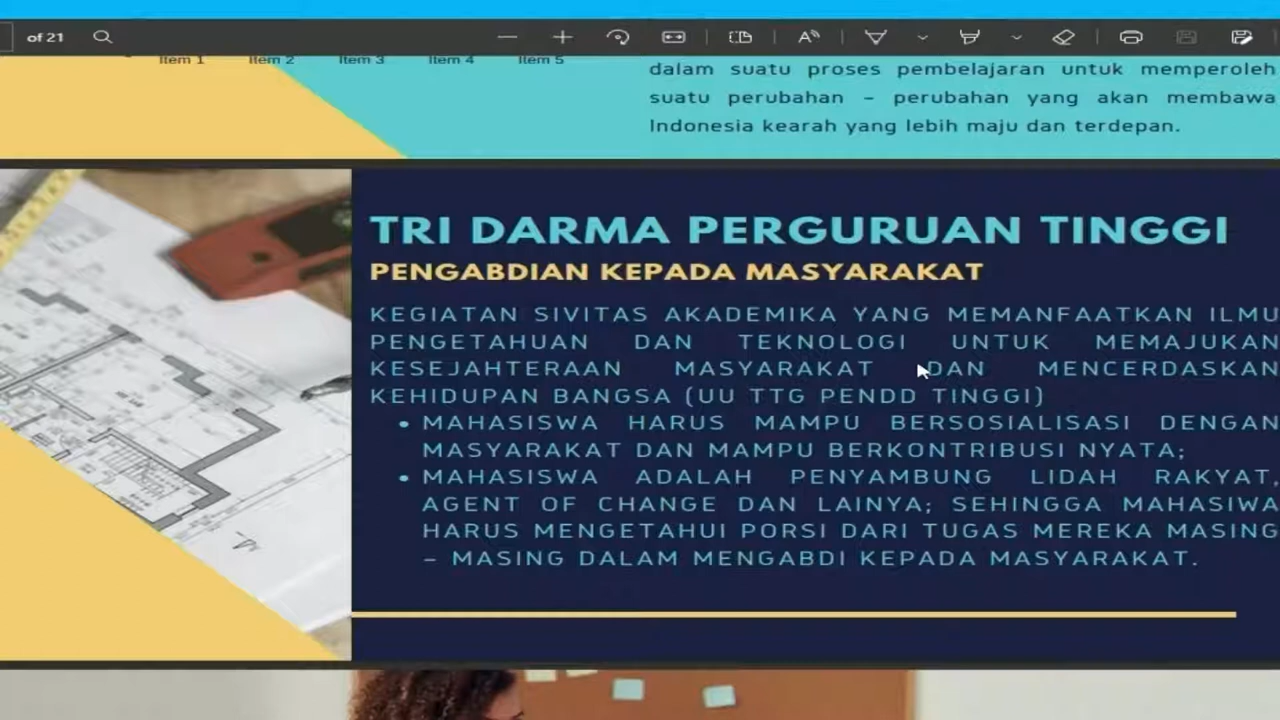 of 21
Item 1 Item 2 Item 3 Item 4 Item 5
dalam suatu proses pembelajaran untuk memperoleh
suatu perubahan – perubahan yang akan membawa
Indonesia kearah yang lebih maju dan terdepan.
TRI DARMA PERGURUAN TINGGI
PENGABDIAN KEPADA MASYARAKAT
KEGIATAN SIVITAS AKADEMIKA YANG MEMANFAATKAN ILMU
PENGETAHUAN DAN TEKNOLOGI UNTUK MEMAJUKAN
KESEJAHTERAAN MASYARAKAT DAN MENCERDASKAN
KEHIDUPAN BANGSA (UU TTG PENDD TINGGI)
• MAHASISWA HARUS MAMPU BERSOSIALISASI DENGAN
MASYARAKAT DAN MAMPU BERKONTRIBUSI NYATA;
• MAHASISWA ADALAH PENYAMBUNG LIDAH RAKYAT,
AGENT OF CHANGE DAN LAINYA; SEHINGGA MAHASIWA
HARUS MENGETAHUI PORSI DARI TUGAS MEREKA MASING
– MASING DALAM MENGABDI KEPADA MASYARAKAT.